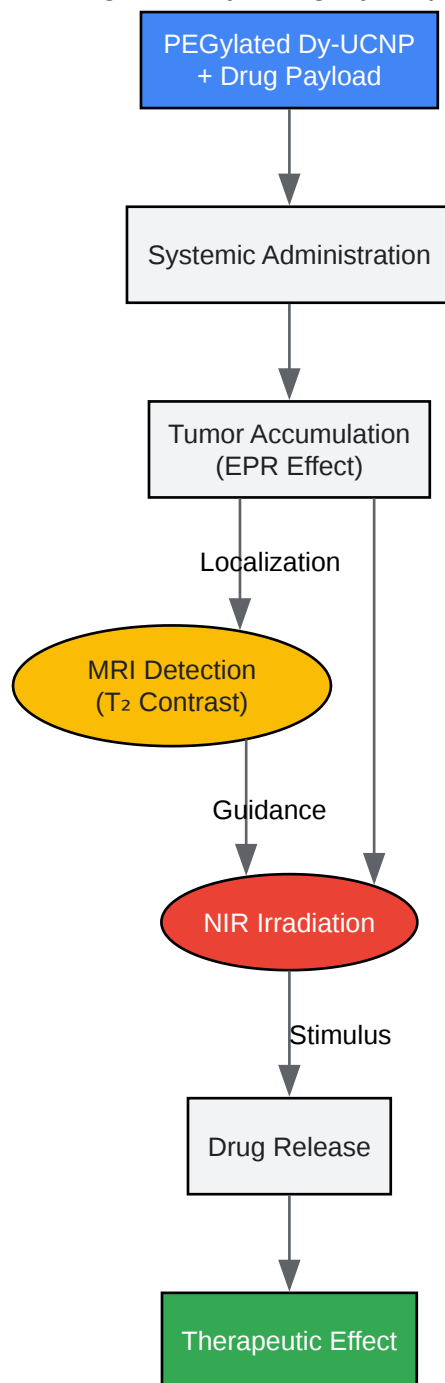 PEGylated Dy-UCNP
+ Drug Payload
Systemic Administration
Tumor Accumulation
(EPR Effect)
Localization
MRI Detection
(T₂ Contrast)
Guidance
NIR Irradiation
Stimulus
Drug Release
Therapeutic Effect